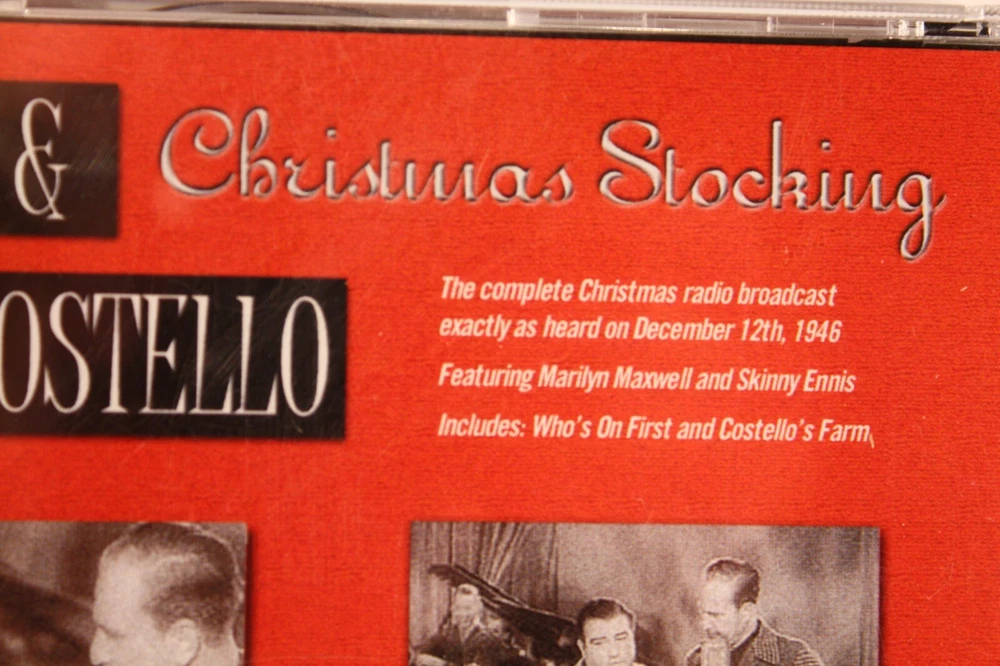 &
Christmas Stocking
OSTELLO
The complete Christmas radio broadcast
exactly as heard on December 12th, 1946
Featuring Marilyn Maxwell and Skinny Ennis
Includes: Who's On First and Costello's Farm